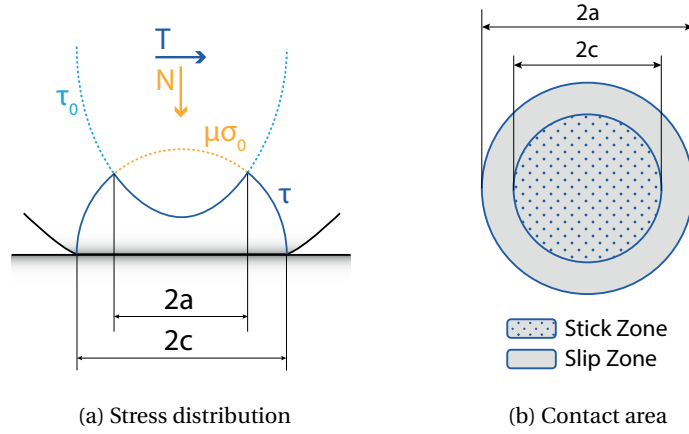 T
N
τ0
μσ0
τ
2a
2c
(a) Stress distribution
2a
2c
Stick Zone
Slip Zone
(b) Contact area